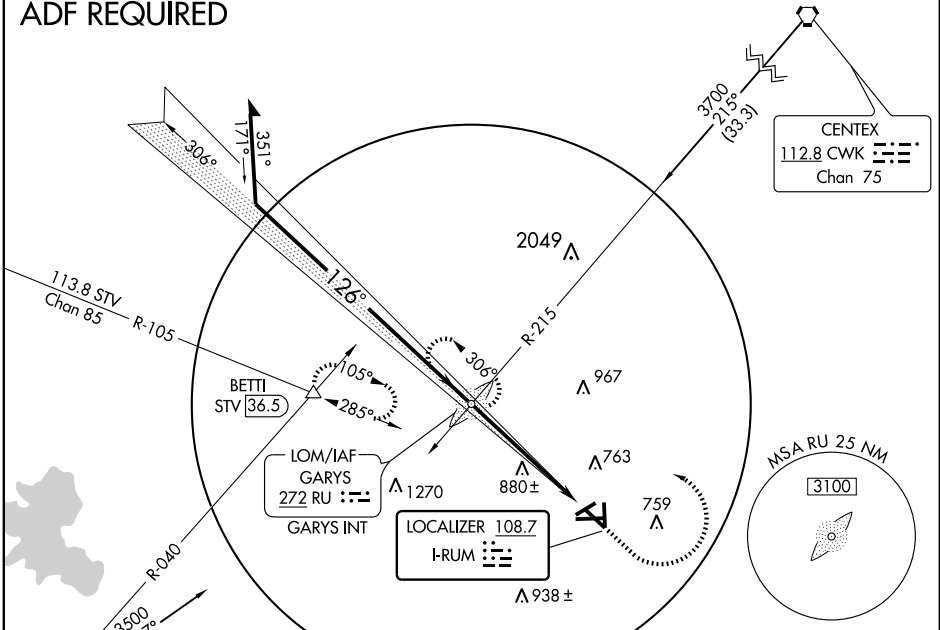 ADF REQUIRED
3700
215°
(33.3)
CENTEX
112.8 CWK
Chan 75
306°
351°
171°
2049
126°
113.8 STV
Chan 85
R-105
R-215
BETTI
STV 36.5
105°
285°
306°
967
LOM/IAF
GARYS
272 RU
GARYS INT
1270
880±
763
759
MSA RU 25 NM
3100
LOCALIZER 108.7
I-RUM
R-040
938±
3500